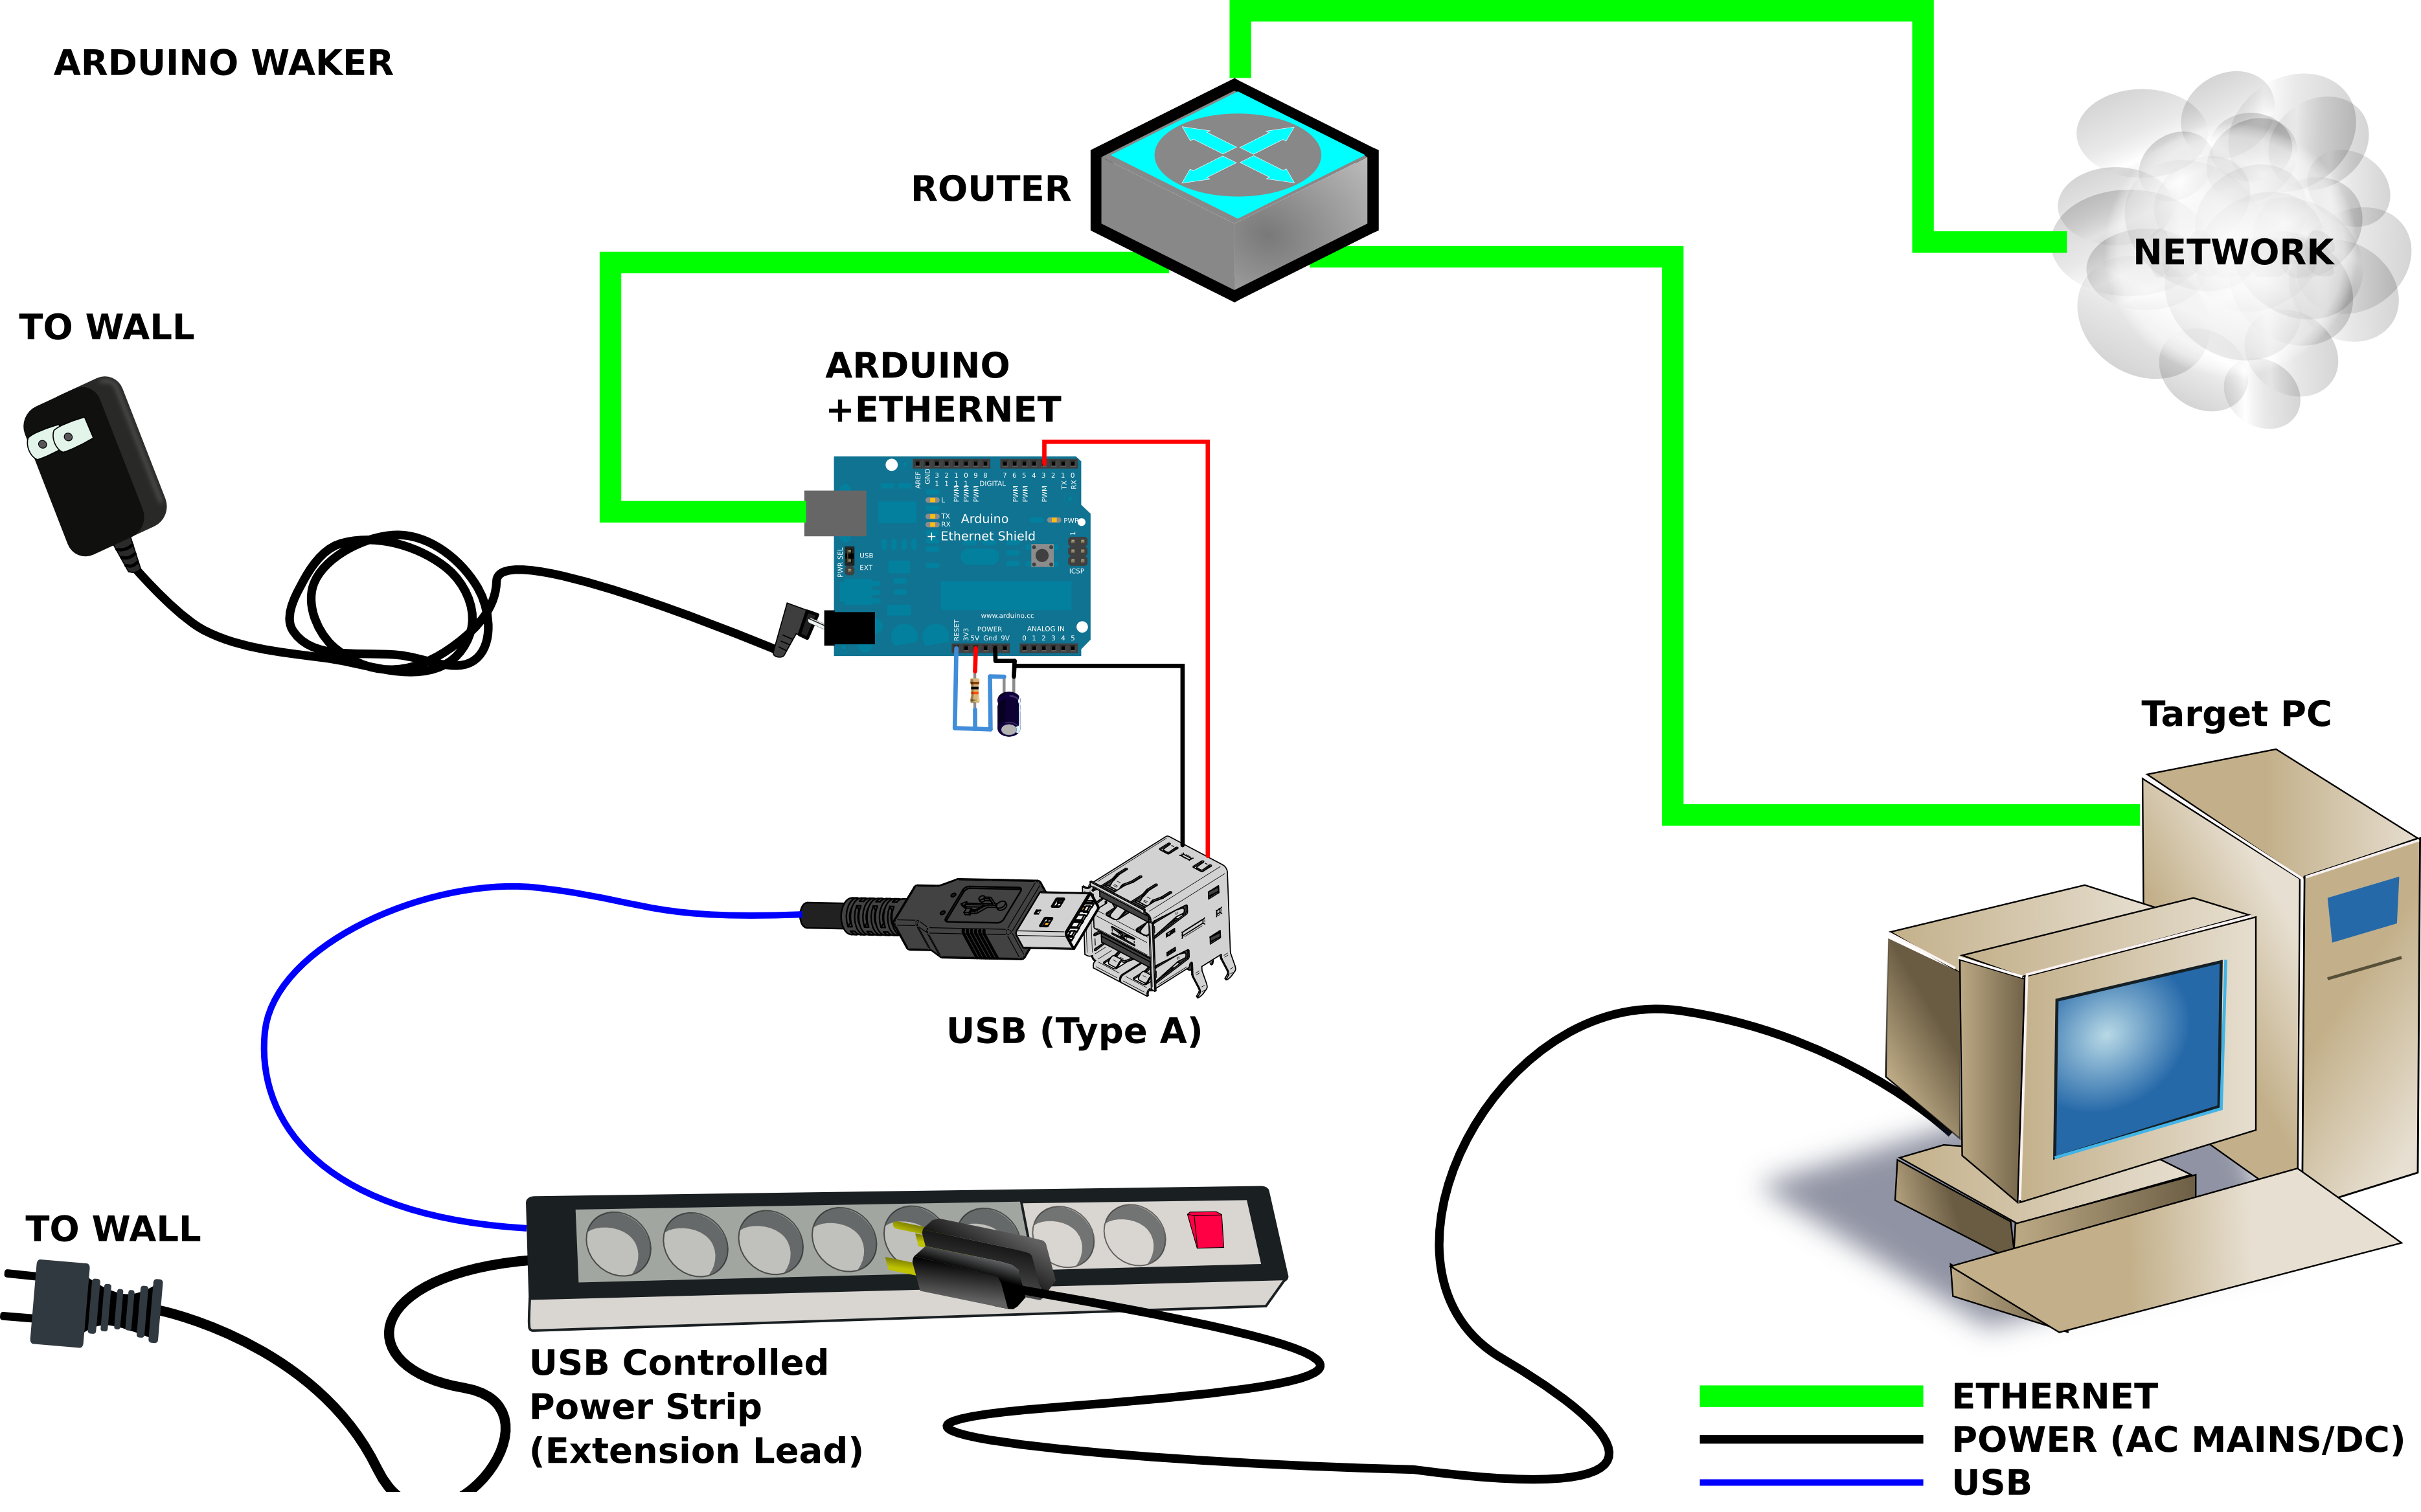 ARDUINO WAKER
ROUTER
NETWORK
TO WALL
ARDUINO
+ETHERNET
AREF
GND
13
12
11
10
9
8
7
6
5
4
3
2
1
0
PWM
PWM
PWM
DIGITAL
PWM
PWM
PWM
TX
RX
L
TX
RX
Arduino
+ Ethernet Shield
PWR
1
PWR SEL
USB
EXT
ICSP
www.arduino.cc
POWER
ANALOG IN
RESET
3V3
5V Gnd 9V
0 1 2 3 4 5
Target PC
USB (Type A)
TO WALL
USB Controlled
Power Strip
(Extension Lead)
ETHERNET
POWER (AC MAINS/DC)
USB